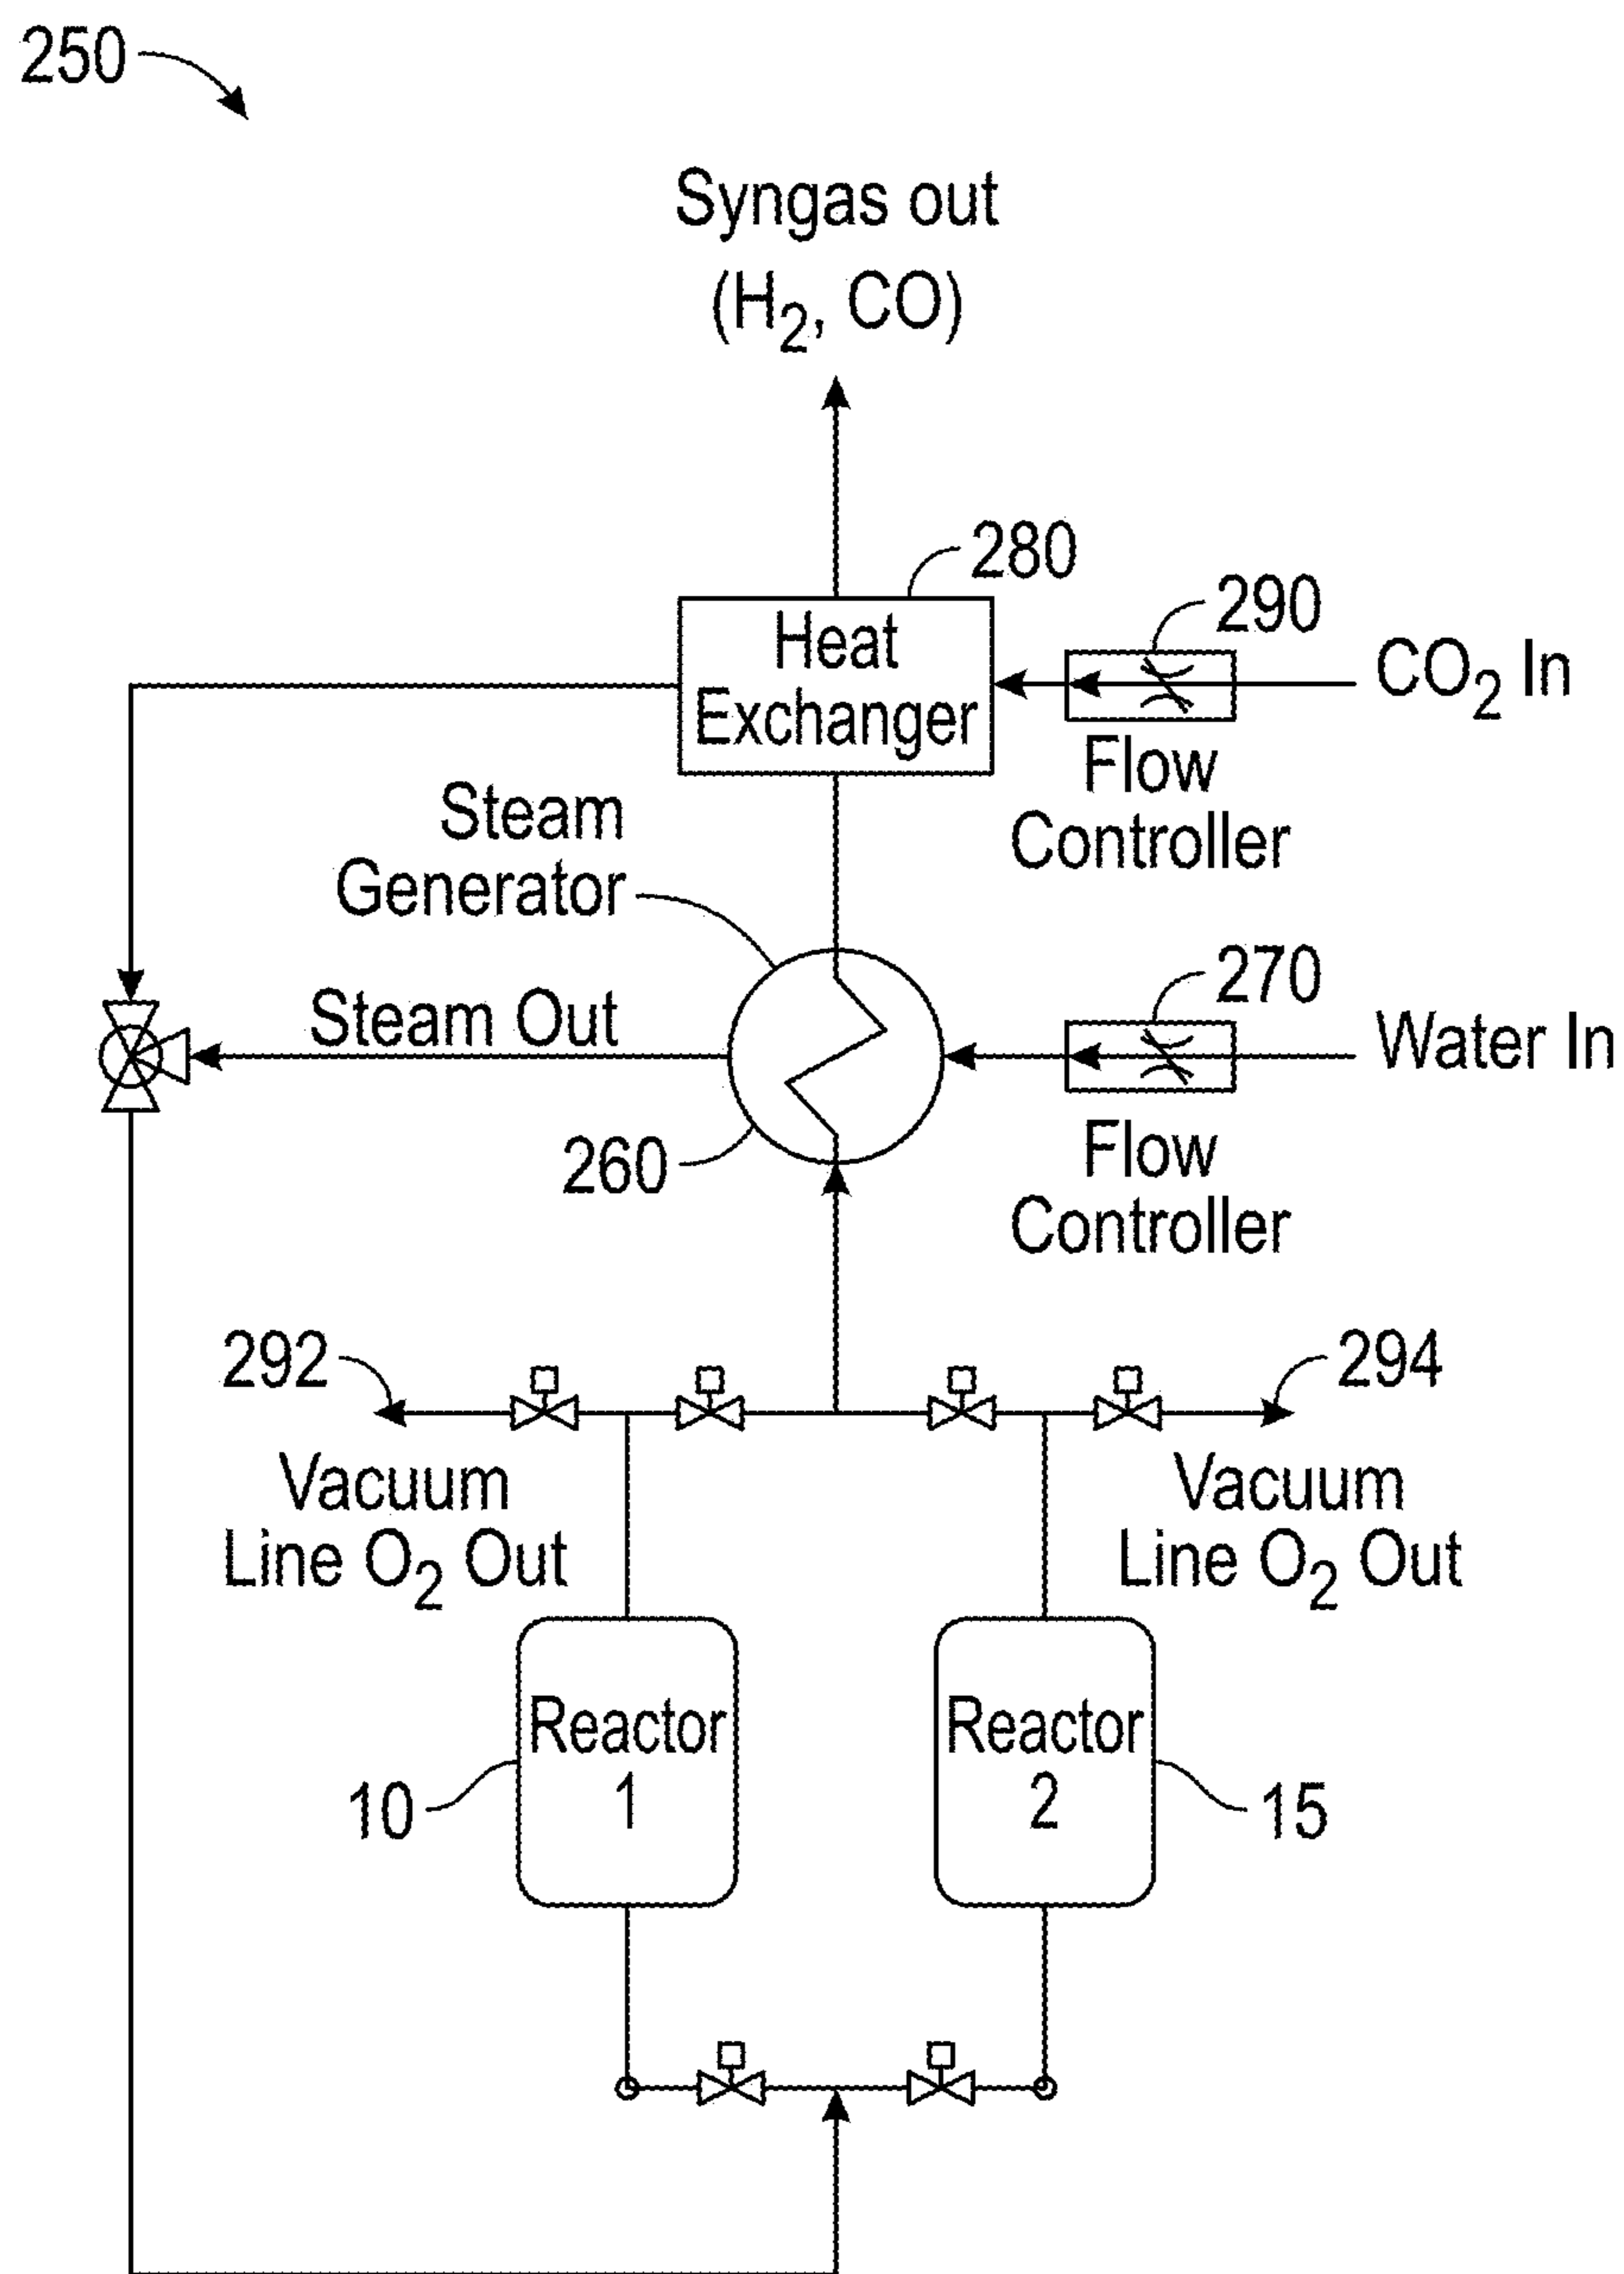 250
Syngas out
(H₂, CO)
280
Heat
Exchanger
290
CO₂ In
Flow
Controller
Steam
Generator
Steam Out
270
Water In
260
Flow
Controller
292
294
Vacuum
Line O₂ Out
Vacuum
Line O₂ Out
Reactor
1
Reactor
2
10
15